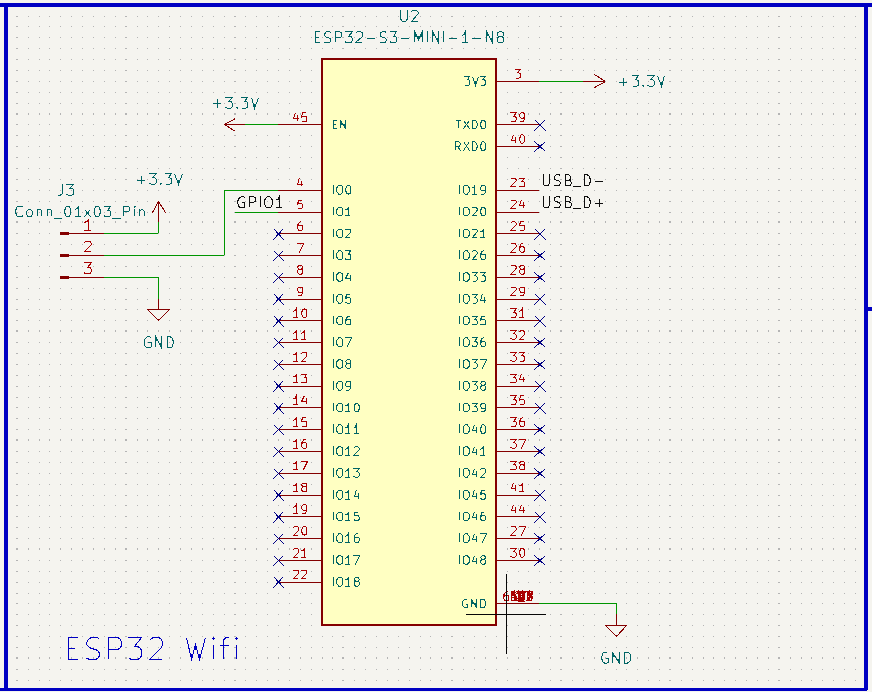 U2
ESP32-S3-MINI-1-N8
3V3 3 +3.3V
+3.3V
45 EN TXD0 39
RXD0 40
+3.3V
J3
Conn_01x03_Pin
1
2
3
GND
4 IO0 IO19 23 USB_D-
GPIO1 5 IO1 IO20 24 USB_D+
6 IO2 IO21 25
7 IO3 IO26 26
8 IO4 IO33 28
9 IO5 IO34 29
10 IO6 IO35 31
11 IO7 IO36 32
12 IO8 IO37 33
13 IO9 IO38 34
14 IO10 IO39 35
15 IO11 IO40 36
16 IO12 IO41 37
17 IO13 IO42 38
18 IO14 IO45 41
19 IO15 IO46 44
20 IO16 IO47 27
21 IO17 IO48 30
22 IO18
GND
GND
ESP32 Wifi